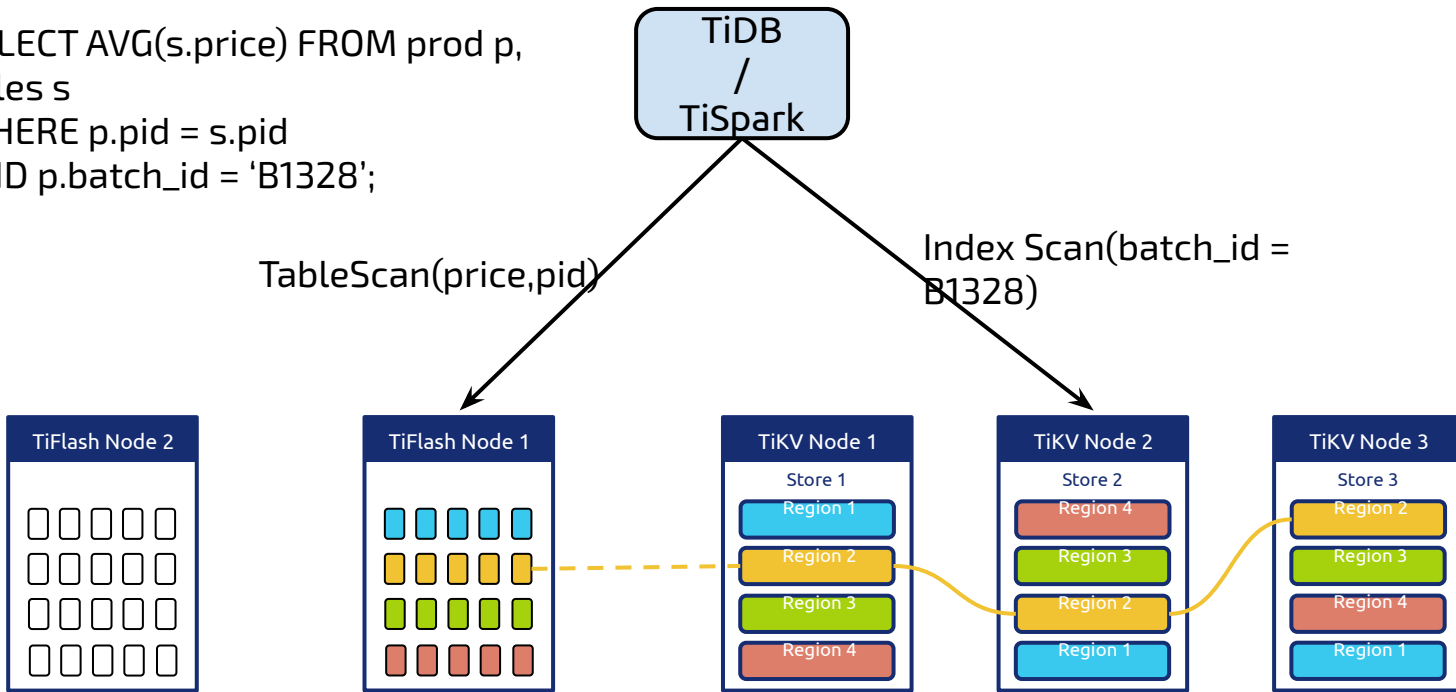 LECT AVG(s.price) FROM prod p,
les s
HERE p.pid = s.pid
ND p.batch_id = ‘B1328’;
TiDB
/
TiSpark
TableScan(price,pid)
Index Scan(batch_id =
B1328)
TiFlash Node 2
TiFlash Node 1
TiKV Node 1
Store 1
Region 1
Region 2
Region 3
Region 4
TiKV Node 2
Store 2
Region 4
Region 3
Region 2
Region 1
TiKV Node 3
Store 3
Region 2
Region 3
Region 4
Region 1